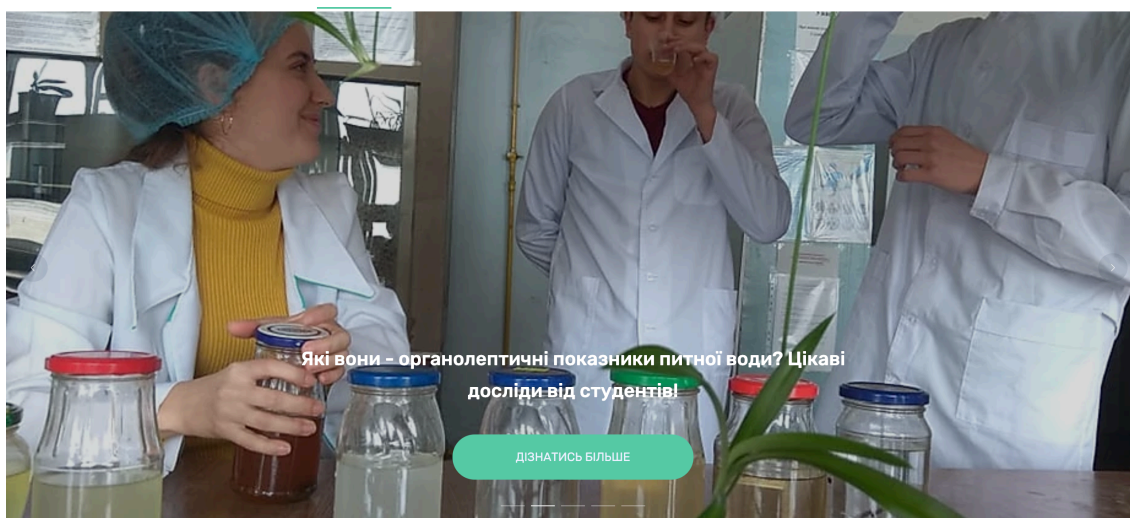 Які вони - органолептичні показники питної води? Цікаві
досліди від студентів!
ДІЗНАТИСЬ БІЛЬШЕ